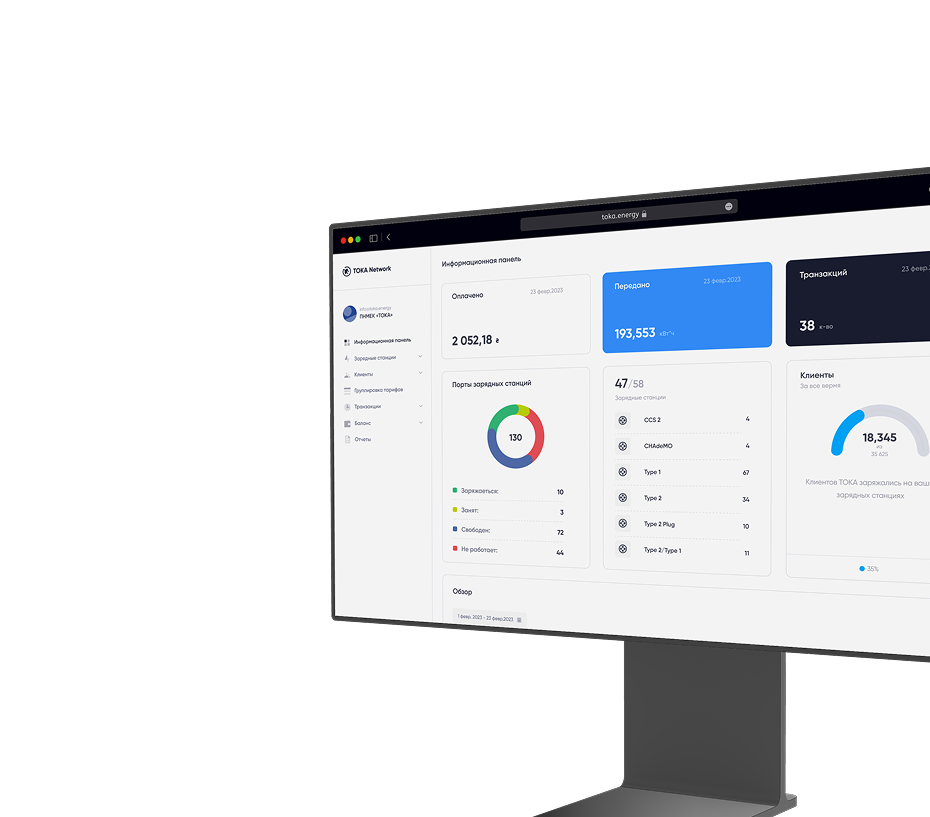 toka.energy
TOKA Network
Информационная панель
ПНМЕК «ТОКА»
Информационная панель
Зарядные станции
Клиенты
Группировка тарифов
Транзакции
Баланс
Отчеты
Оплачено
23 февр.2023
2 052,18 ₴
Передано
23 февр.2023
193,553 кВт*ч
Транзакций
23 февр.
38 к-во
Порты зарядных станций
130
Заряжаеться:
10
Занят:
3
Свободен:
72
Не работает:
44
47/58
Зарядные станции
CCS 2
4
CHAdeMO
4
Type 1
67
Type 2
34
Type 2 Plug
10
Type 2/Type 1
11
Клиенты
За все время
18,345
из
35 625
Клиентов ТОКА заряжались на ваш
зарядных станциях
35%
Обзор
1 февр. 2023 - 23 февр.2023